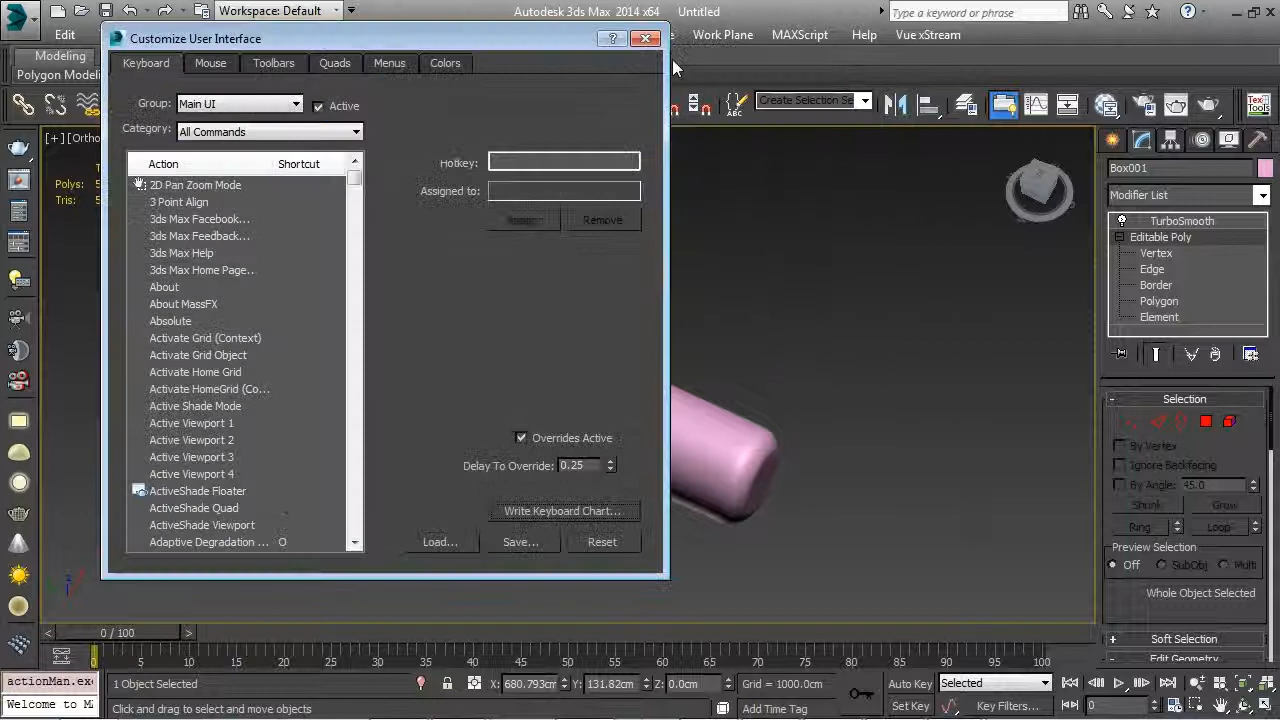 Workspace: Default
Autodesk 3ds Max 2014 x64 Untitled
Type a keyword or phrase
Edit
Work Plane
MAXScript
Help
Vue xStream
Customize User Interface
Modeling
Polygon Modeli
Keyboard
Mouse
Toolbars
Quads
Menus
Colors
Create Selection Se
ABC
Text Tools
Group:
Main UI
Active
Category:
All Commands
[+] [Ortho
Polys: 5
Tris: 5
Action
Shortcut
2D Pan Zoom Mode
3 Point Align
3ds Max Facebook...
3ds Max Feedback...
3ds Max Help
3ds Max Home Page...
About
About MassFX
Absolute
Activate Grid (Context)
Activate Grid Object
Activate Home Grid
Activate HomeGrid (Co...
Active Shade Mode
Active Viewport 1
Active Viewport 2
Active Viewport 3
Active Viewport 4
ActiveShade Floater
ActiveShade Quad
ActiveShade Viewport
Adaptive Degradation ... O
Hotkey:
Assigned to:
Assign
Remove
Overrides Active
Delay To Override: 0.25
Write Keyboard Chart...
Load...
Save...
Reset
Box001
Modifier List
TurboSmooth
Editable Poly
Vertex
Edge
Border
Polygon
Element
Selection
By Vertex
Ignore Backfacing
By Angle: 45.0
Shrink
Grow
Ring
Loop
Preview Selection
Off
SubObj
Multi
Whole Object Selected
Soft Selection
Edit Geometry
0 / 100
0 5 10 15 20 25 30 35 40 45 50 55 60 65 70 75 80 85 90 95 100
actionMan.exe
Welcome to M
1 Object Selected
X: 680.793cm
Y: 131.82cm
Z: 0.0cm
Grid = 1000.0cm
Auto Key
Selected
Click and drag to select and move objects
Add Time Tag
Set Key
Key Filters...
0